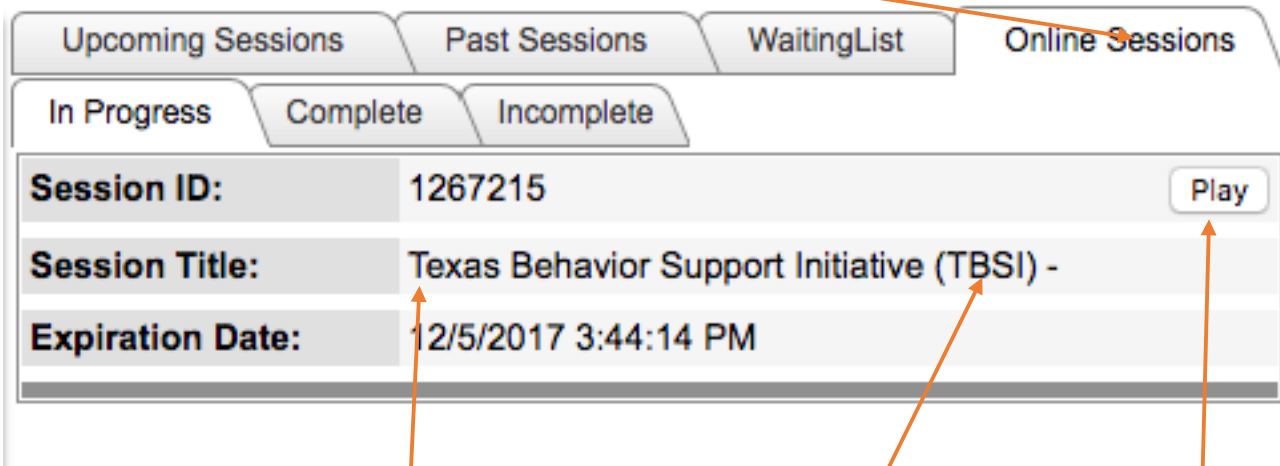 Upcoming Sessions Past Sessions WaitingList Online Sessions
In Progress Complete Incomplete
Session ID: 1267215 Play
Session Title: Texas Behavior Support Initiative (TBSI) -
Expiration Date: 12/5/2017 3:44:14 PM